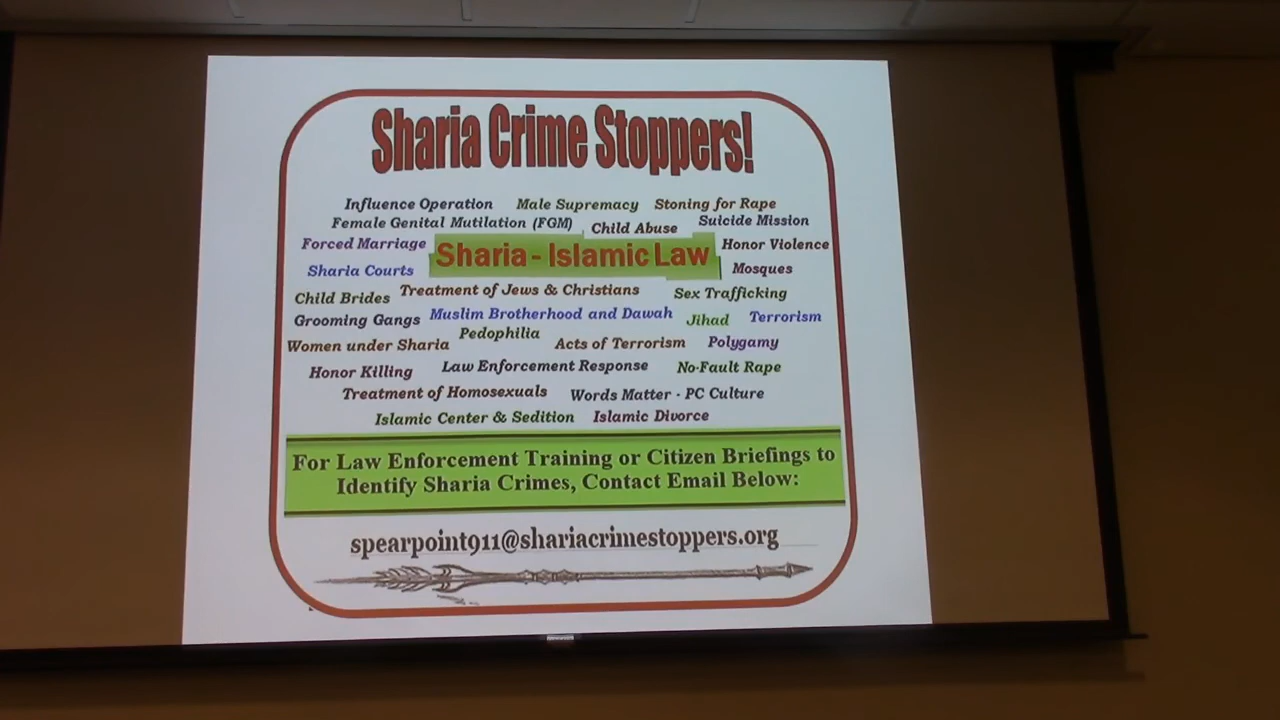 Sharia Crime Stoppers!
Influence Operation Male Supremacy Stoning for Rape
Female Genital Mutilation (FGM) Child Abuse Suicide Mission
Forced Marriage Sharia - Islamic Law Honor Violence
Sharia Courts Mosques
Child Brides Treatment of Jews & Christians Sex Trafficking
Grooming Gangs Muslim Brotherhood and Dawah Jihad Terrorism
Pedophilia
Women under Sharia Acts of Terrorism Polygamy
Honor Killing Law Enforcement Response No-Fault Rape
Treatment of Homosexuals Words Matter - PC Culture
Islamic Center & Sedition Islamic Divorce
For Law Enforcement Training or Citizen Briefings to
Identify Sharia Crimes, Contact Email Below:
spearpoint911@shariacrimestoppers.org